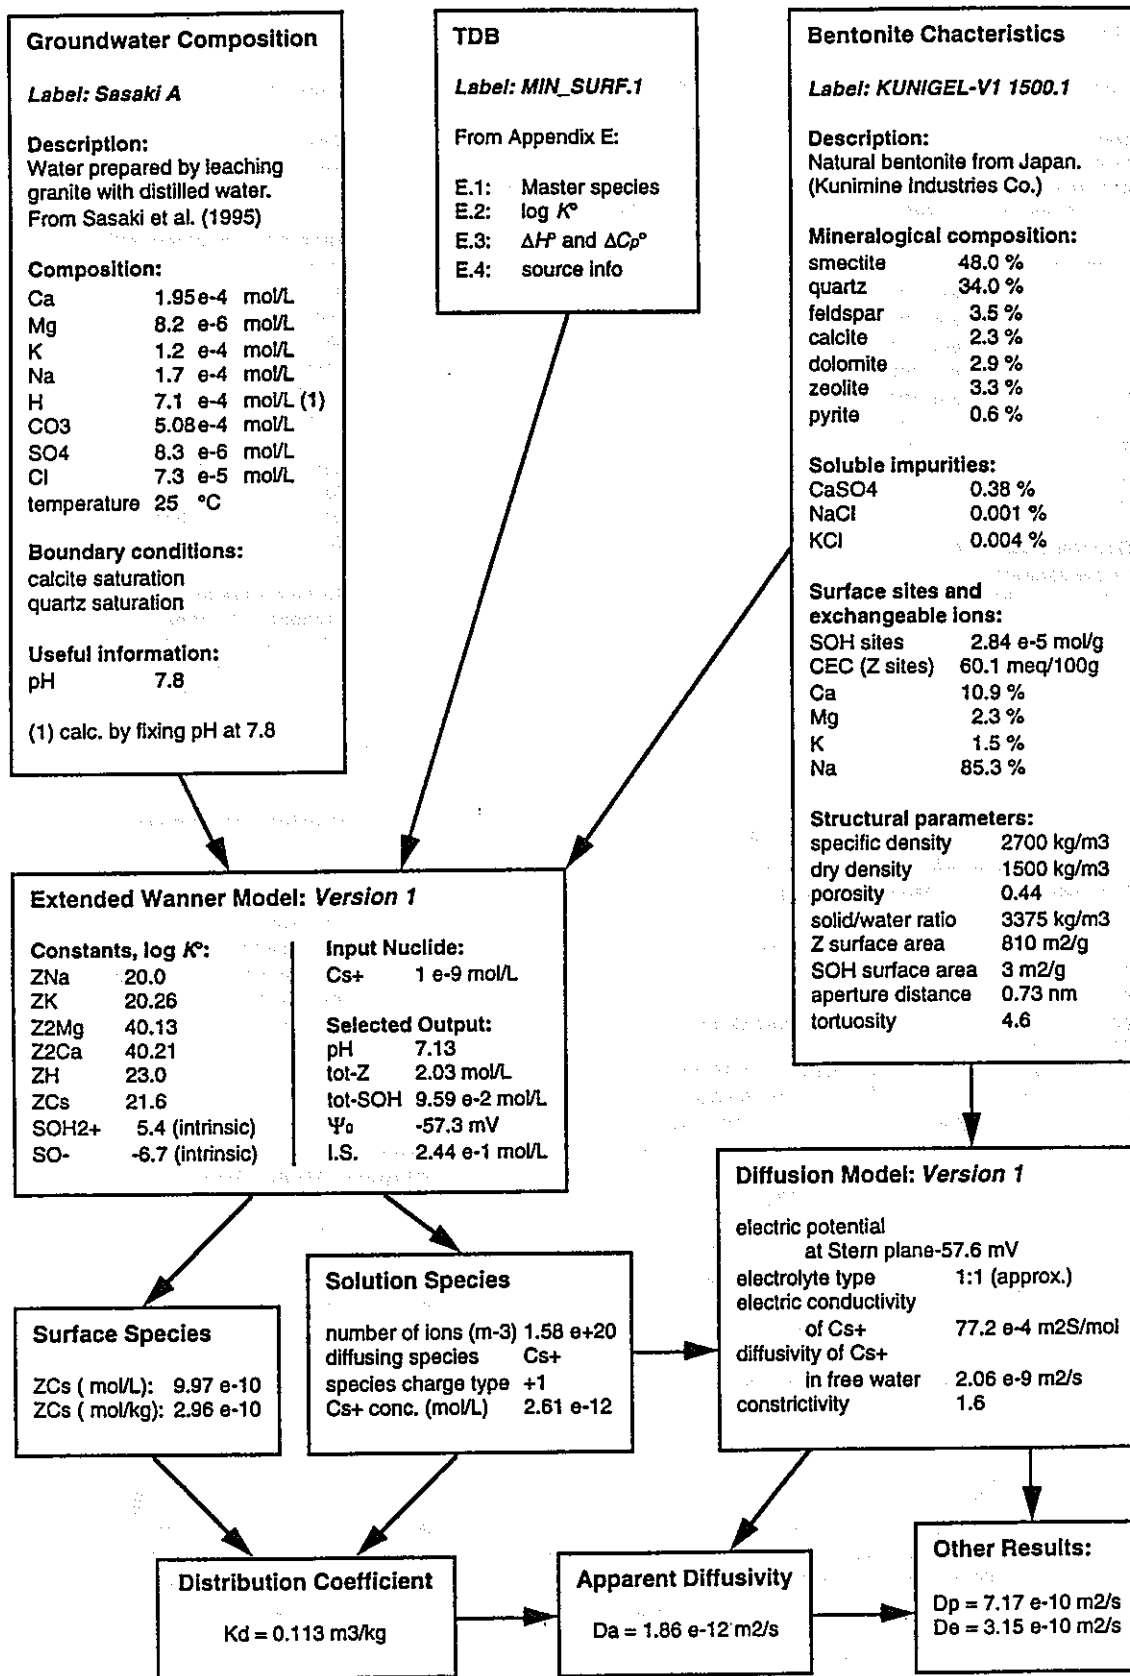 Groundwater Composition
Label: Sasaki A
Description:
Water prepared by leaching
granite with distilled water.
From Sasaki et al. (1995)
Composition:
Ca 1.95 e-4 mol/L
Mg 8.2 e-6 mol/L
K 1.2 e-4 mol/L
Na 1.7 e-4 mol/L
H 7.1 e-4 mol/L (1)
CO3 5.08 e-4 mol/L
SO4 8.3 e-6 mol/L
Cl 7.3 e-5 mol/L
temperature 25 °C
Boundary conditions:
calcite saturation
quartz saturation
Useful information:
pH 7.8
(1) calc. by fixing pH at 7.8
TDB
Label: MIN_SURF.1
From Appendix E:
E.1: Master species
E.2: log K°
E.3: ΔH° and ΔCp°
E.4: source info
Bentonite Chacteristics
Label: KUNIGEL-V1 1500.1
Description:
Natural bentonite from Japan.
(Kunimine Industries Co.)
Mineralogical composition:
smectite 48.0 %
quartz 34.0 %
feldspar 3.5 %
calcite 2.3 %
dolomite 2.9 %
zeolite 3.3 %
pyrite 0.6 %
Soluble impurities:
CaSO4 0.38 %
NaCl 0.001 %
KCl 0.004 %
Surface sites and
exchangeable ions:
SOH sites 2.84 e-5 mol/g
CEC (Z sites) 60.1 meq/100g
Ca 10.9 %
Mg 2.3 %
K 1.5 %
Na 85.3 %
Structural parameters:
specific density 2700 kg/m3
dry density 1500 kg/m3
porosity 0.44
solid/water ratio 3375 kg/m3
Z surface area 810 m2/g
SOH surface area 3 m2/g
aperture distance 0.73 nm
tortuosity 4.6
Extended Wanner Model: Version 1
Constants, log K°:
ZNa 20.0
ZK 20.26
Z2Mg 40.13
Z2Ca 40.21
ZH 23.0
ZCs 21.6
SOH2+ 5.4 (intrinsic)
SO- -6.7 (intrinsic)
Input Nuclide:
Cs+ 1 e-9 mol/L
Selected Output:
pH 7.13
tot-Z 2.03 mol/L
tot-SOH 9.59 e-2 mol/L
Ψ0 -57.3 mV
I.S. 2.44 e-1 mol/L
Surface Species
ZCs ( mol/L): 9.97 e-10
ZCs ( mol/kg): 2.96 e-10
Solution Species
number of ions (m-3) 1.58 e+20
diffusing species Cs+
species charge type +1
Cs+ conc. (mol/L) 2.61 e-12
Diffusion Model: Version 1
electric potential
at Stern plane-57.6 mV
electrolyte type 1:1 (approx.)
electric conductivity
of Cs+ 77.2 e-4 m2S/mol
diffusivity of Cs+
in free water 2.06 e-9 m2/s
constrictivity 1.6
Distribution Coefficient
Kd = 0.113 m3/kg
Apparent Diffusivity
Da = 1.86 e-12 m2/s
Other Results:
Dp = 7.17 e-10 m2/s
De = 3.15 e-10 m2/s